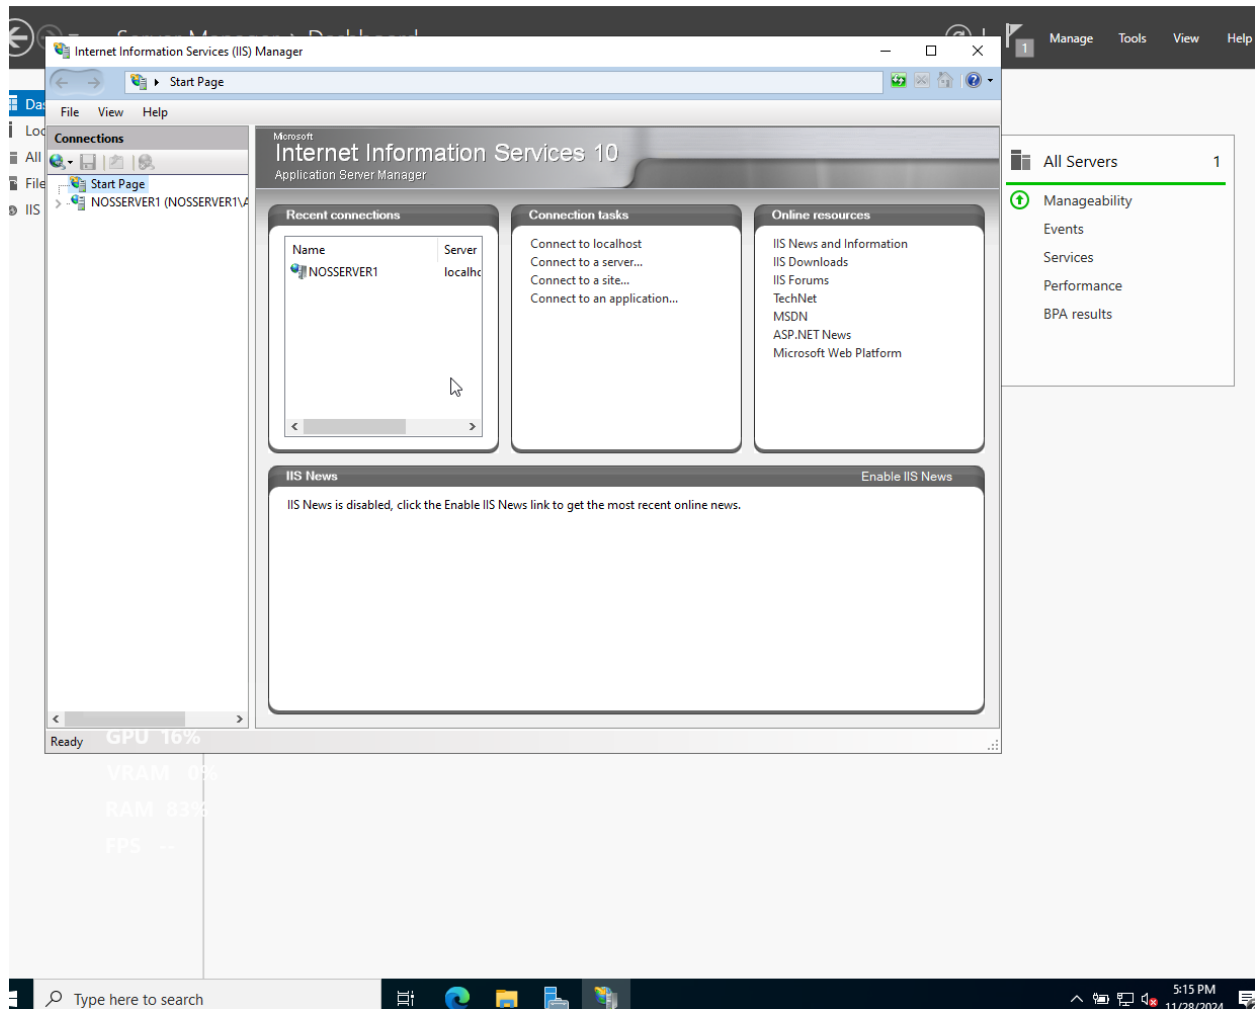 Manage Tools View Help
1
Internet Information Services (IIS) Manager
Start Page
File View Help
Connections
Start Page
NOSSERVER1 (NOSSERVER1\A
Das
Loc
All
File
IIS
Microsoft
Internet Information Services 10
Application Server Manager
Recent connections
Name Server
NOSSERVER1 localhc
Connection tasks
Connect to localhost
Connect to a server...
Connect to a site...
Connect to an application...
Online resources
IIS News and Information
IIS Downloads
IIS Forums
TechNet
MSDN
ASP.NET News
Microsoft Web Platform
IIS News Enable IIS News
IIS News is disabled, click the Enable IIS News link to get the most recent online news.
Ready
All Servers 1
Manageability
Events
Services
Performance
BPA results
GPU 16%
VRAM 0%
RAM 83%
FPS --
Type here to search
5:15 PM
11/28/2024